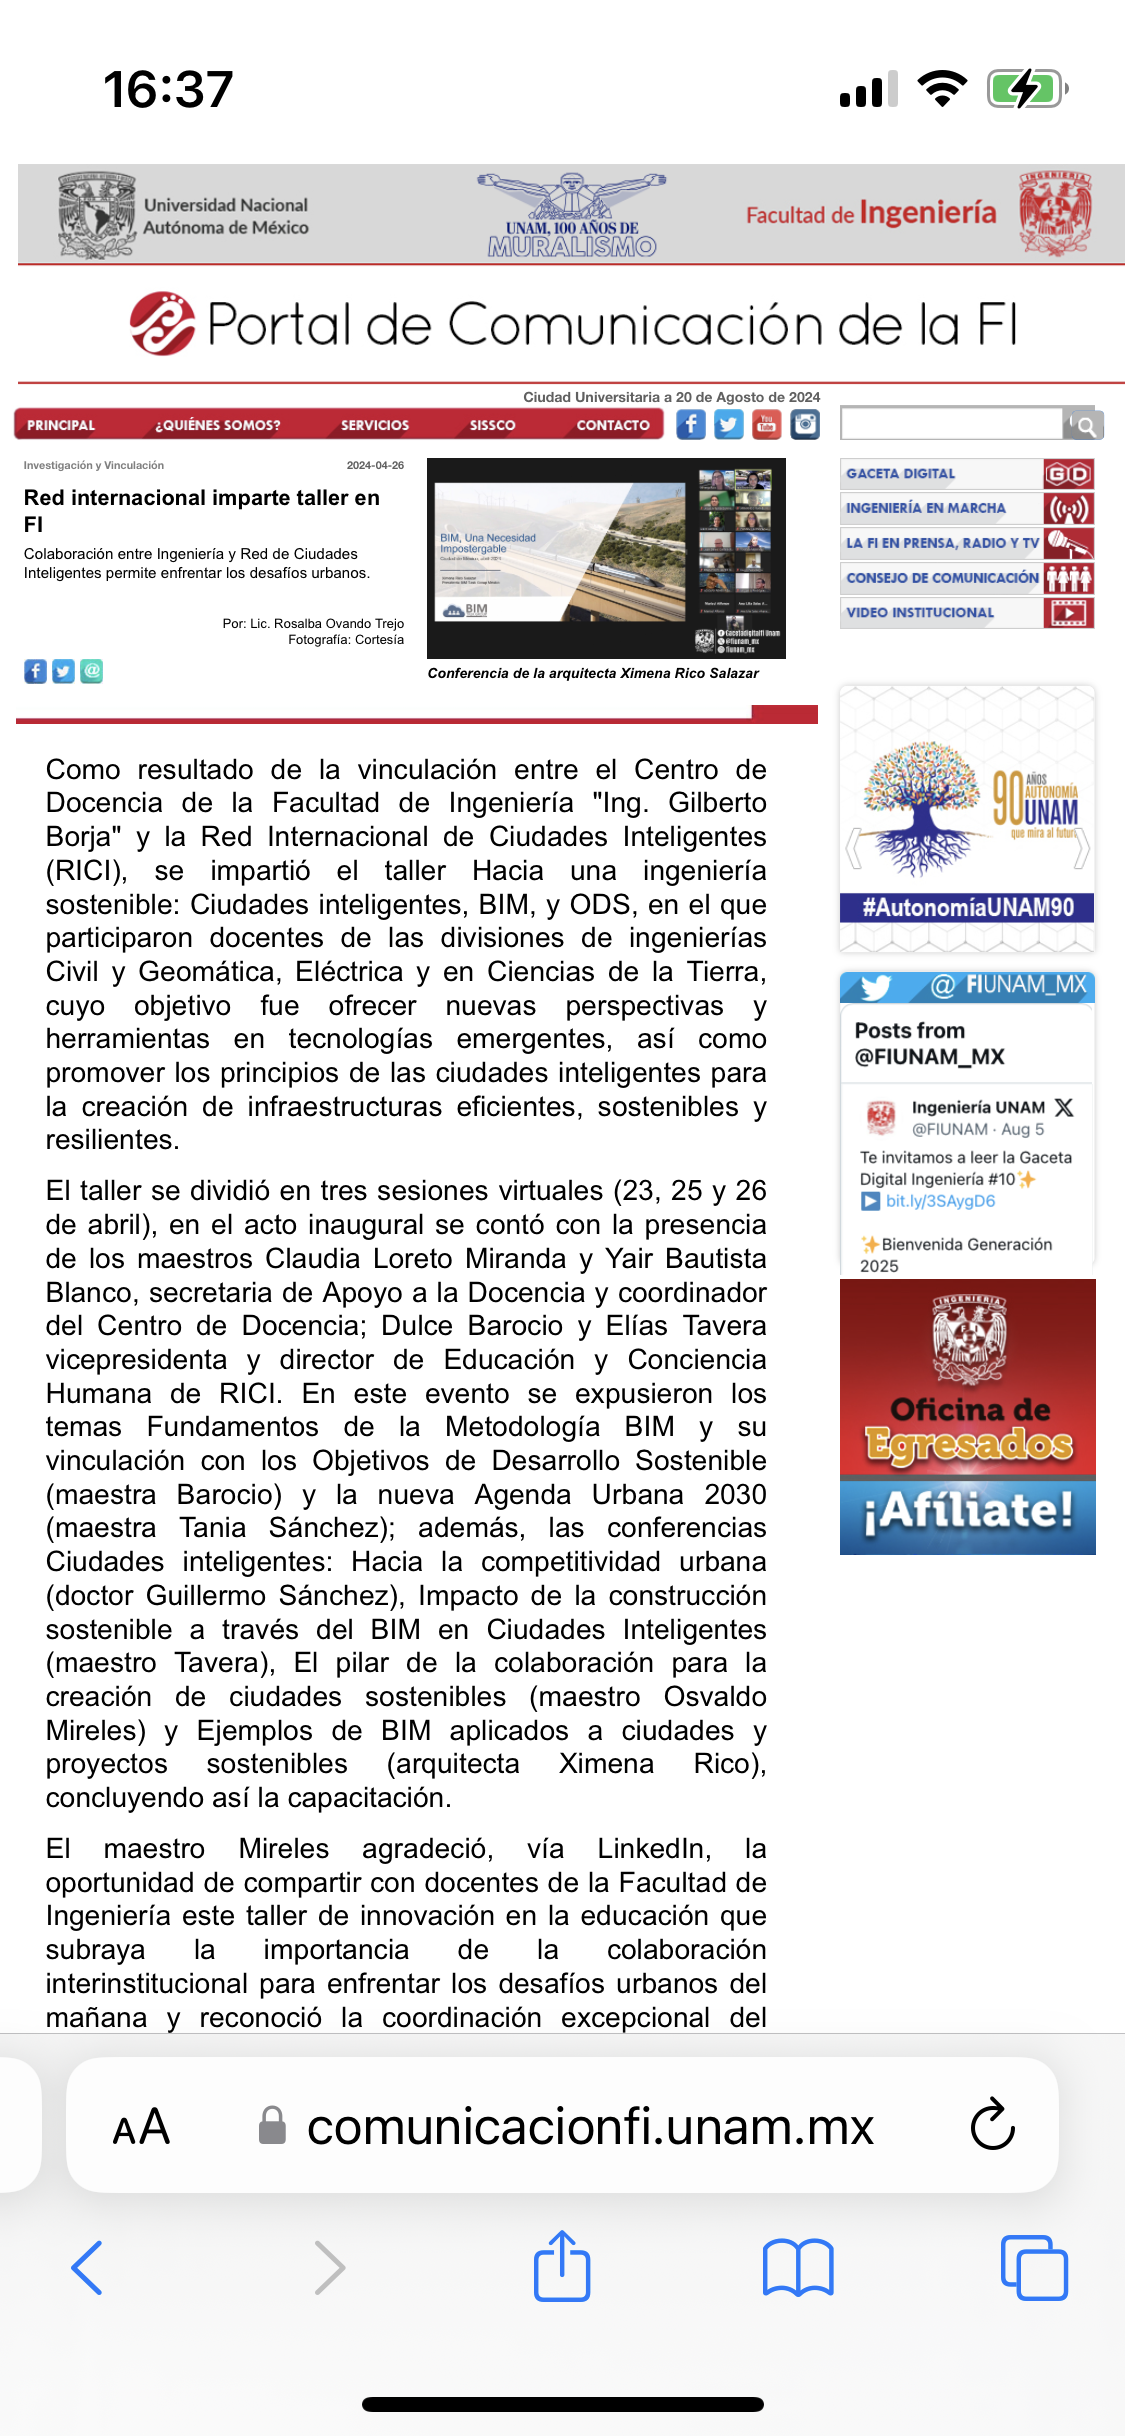 16:37
Universidad Nacional
Autónoma de México
UNAM, 100 AÑOS DE
MURALISMO
Facultad de Ingeniería
INGENIERIA
Portal de Comunicación de la FI
Ciudad Universitaria a 20 de Agosto de 2024
PRINCIPAL ¿QUIÉNES SOMOS? SERVICIOS SISSCO CONTACTO
You
Tube
Investigación y Vinculación 2024-04-26
Red internacional imparte taller en
FI
Colaboración entre Ingeniería y Red de Ciudades
Inteligentes permite enfrentar los desafíos urbanos.
Por: Lic. Rosalba Ovando Trejo
Fotografía: Cortesía
BIM, Una Necesidad
Impostergable
BIM
GacetadigitalfI Unam
@fiunam_mx
fiunam_mx
Conferencia de la arquitecta Ximena Rico Salazar
GACETA DIGITAL
GD
INGENIERÍA EN MARCHA
LA FI EN PRENSA, RADIO Y TV
CONSEJO DE COMUNICACIÓN
VIDEO INSTITUCIONAL
Como resultado de la vinculación entre el Centro de
Docencia de la Facultad de Ingeniería "Ing. Gilberto
Borja" y la Red Internacional de Ciudades Inteligentes
(RICI), se impartió el taller Hacia una ingeniería
sostenible: Ciudades inteligentes, BIM, y ODS, en el que
participaron docentes de las divisiones de ingenierías
Civil y Geomática, Eléctrica y en Ciencias de la Tierra,
cuyo objetivo fue ofrecer nuevas perspectivas y
herramientas en tecnologías emergentes, así como
promover los principios de las ciudades inteligentes para
la creación de infraestructuras eficientes, sostenibles y
resilientes.
El taller se dividió en tres sesiones virtuales (23, 25 y 26
de abril), en el acto inaugural se contó con la presencia
de los maestros Claudia Loreto Miranda y Yair Bautista
Blanco, secretaria de Apoyo a la Docencia y coordinador
del Centro de Docencia; Dulce Barocio y Elías Tavera
vicepresidenta y director de Educación y Conciencia
Humana de RICI. En este evento se expusieron los
temas Fundamentos de la Metodología BIM y su
vinculación con los Objetivos de Desarrollo Sostenible
(maestra Barocio) y la nueva Agenda Urbana 2030
(maestra Tania Sánchez); además, las conferencias
Ciudades inteligentes: Hacia la competitividad urbana
(doctor Guillermo Sánchez), Impacto de la construcción
sostenible a través del BIM en Ciudades Inteligentes
(maestro Tavera), El pilar de la colaboración para la
creación de ciudades sostenibles (maestro Osvaldo
Mireles) y Ejemplos de BIM aplicados a ciudades y
proyectos sostenibles (arquitecta Ximena Rico),
concluyendo así la capacitación.
El maestro Mireles agradeció, vía LinkedIn, la
oportunidad de compartir con docentes de la Facultad de
Ingeniería este taller de innovación en la educación que
subraya la importancia de la colaboración
interinstitucional para enfrentar los desafíos urbanos del
mañana y reconoció la coordinación excepcional del
90 AÑOS
AUTONOMÍA
UNAM
que mira al futuro
#AutonomíaUNAM90
@ FIUNAM_MX
Posts from
@FIUNAM_MX
Ingeniería UNAM
@FIUNAM · Aug 5
Te invitamos a leer la Gaceta
Digital Ingeniería #10✨
▶ bit.ly/3SAygD6
✨Bienvenida Generación
2025
INGENIERIA
Oficina de
Egresados
¡Afíliate!
AA comunicacionfi.unam.mx